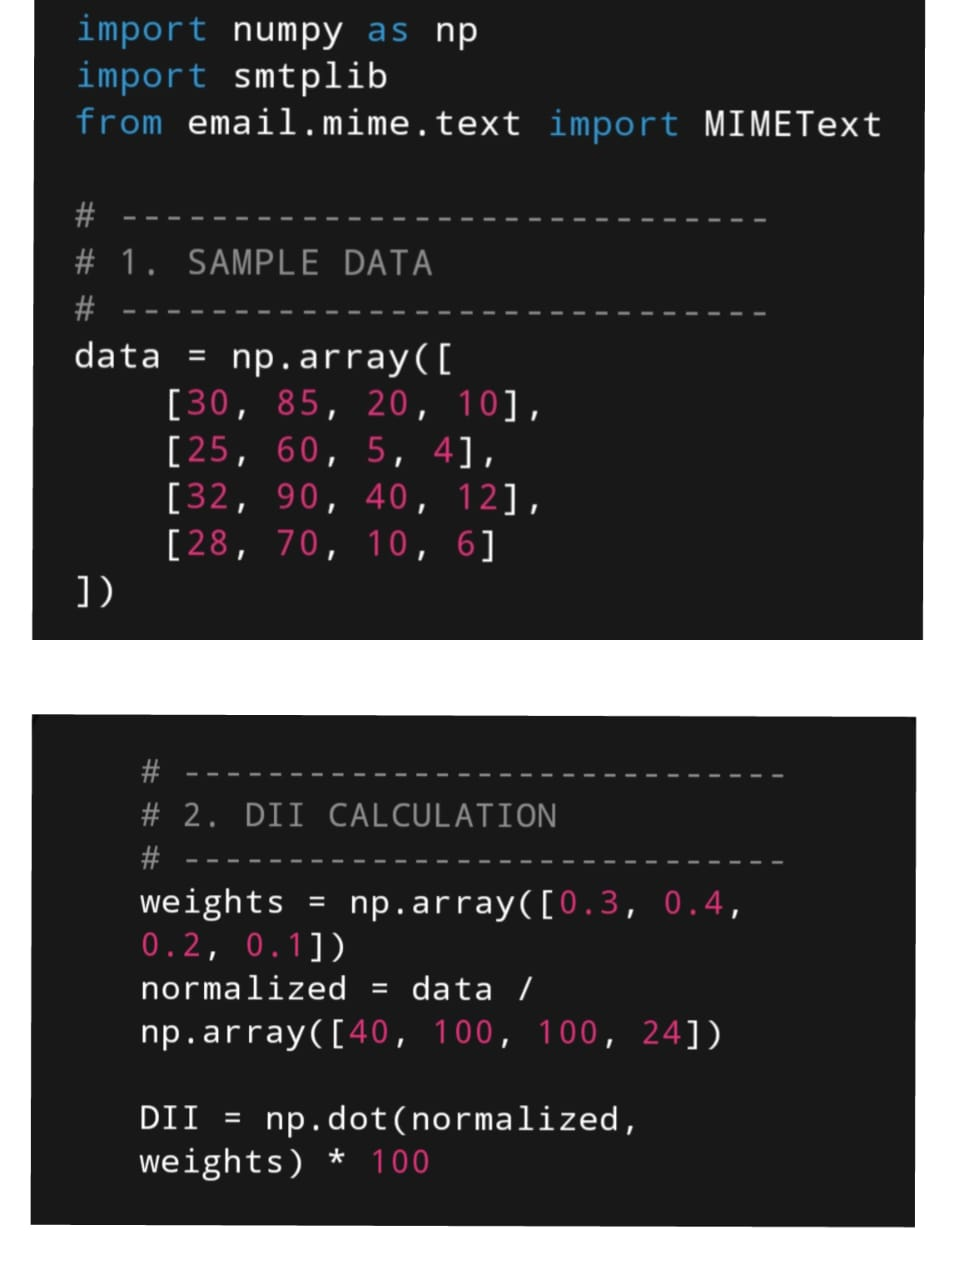 import numpy as np
import smtplib
from email.mime.text import MIMEText
# -----------------------------
# 1. SAMPLE DATA
# -----------------------------
data = np.array([
[30, 85, 20, 10],
[25, 60, 5, 4],
[32, 90, 40, 12],
[28, 70, 10, 6]
])
# -----------------------------
# 2. DII CALCULATION
# -----------------------------
weights = np.array([0.3, 0.4,
0.2, 0.1])
normalized = data /
np.array([40, 100, 100, 24])
DII = np.dot(normalized,
weights) * 100